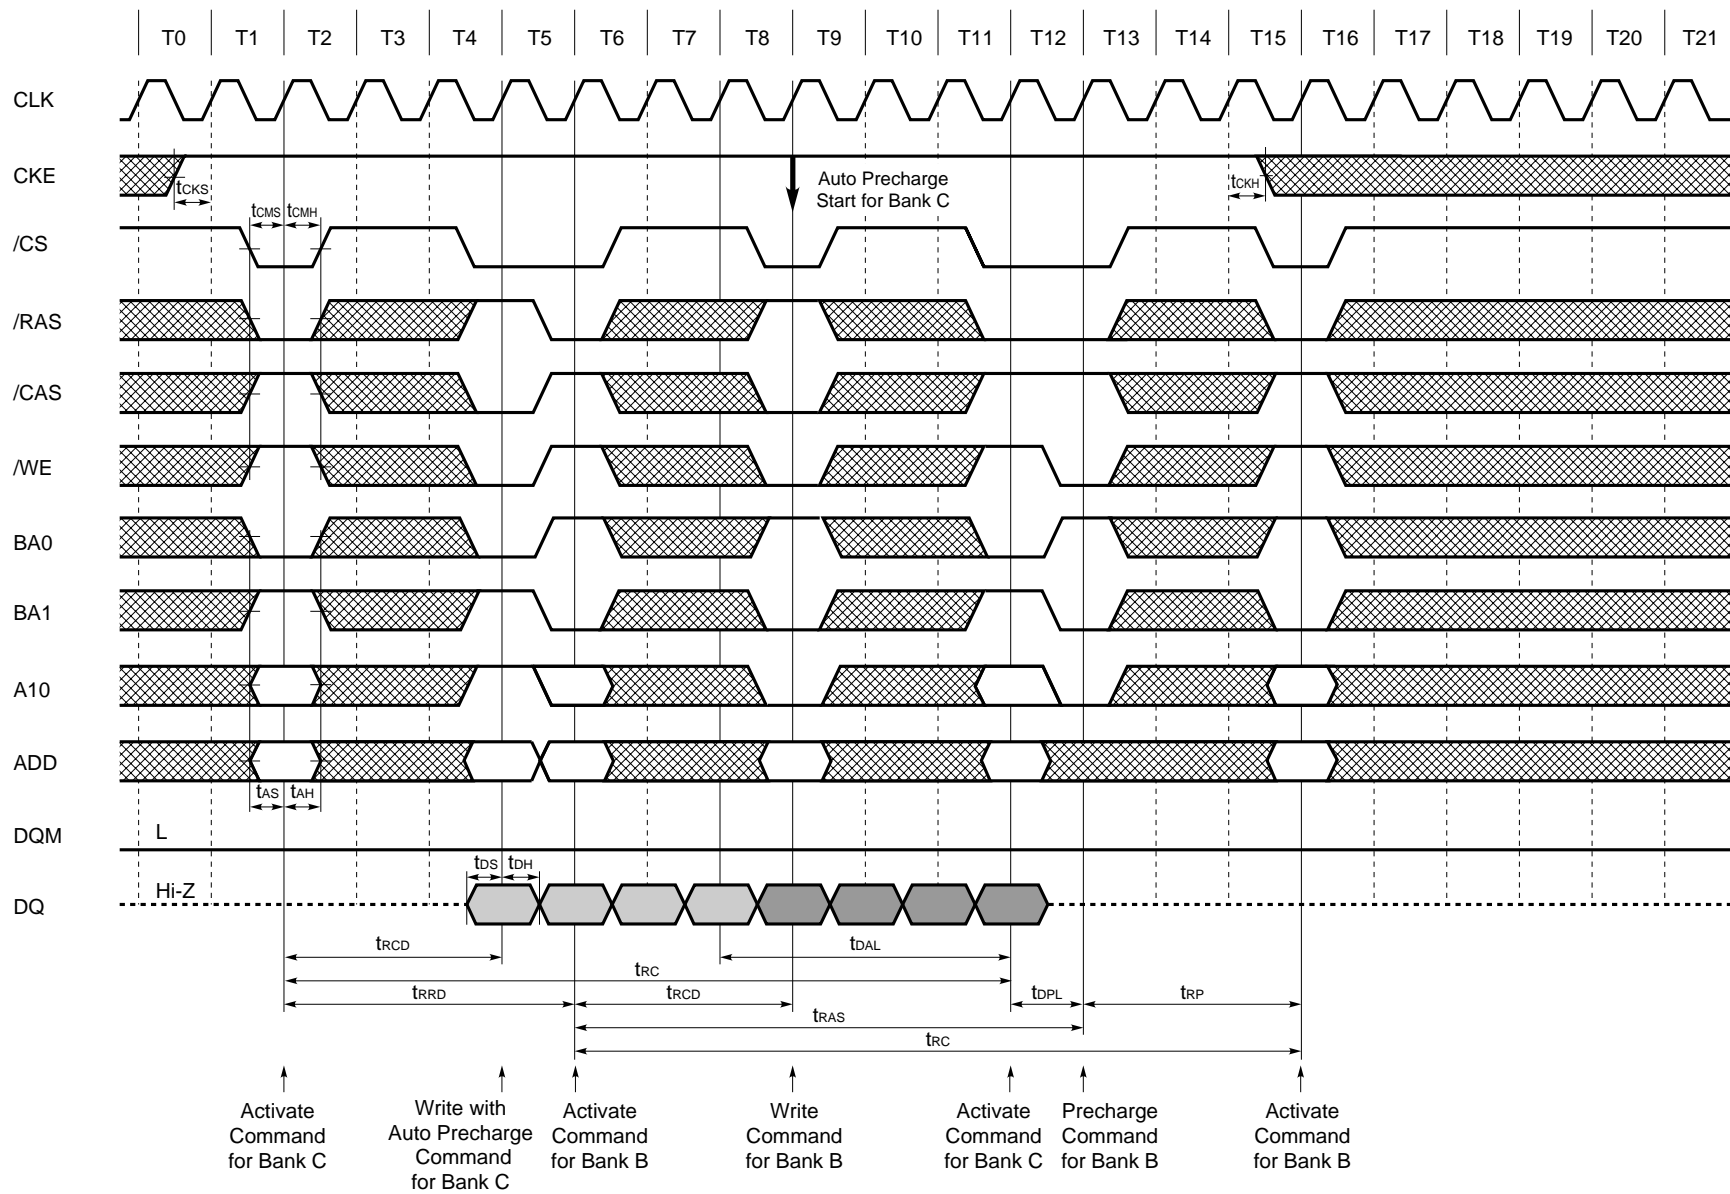 T0 T1 T2 T3 T4 T5 T6 T7 T8 T9 T10 T11 T12 T13 T14 T15 T16 T17 T18 T19 T20 T21
CLK
CKE
tCKS
Auto Precharge
Start for Bank C
tCKH
tCMS tCMH
/CS
/RAS
/CAS
/WE
BA0
BA1
A10
ADD
tAS tAH
DQM
L
tDS tDH
Hi-Z
DQ
tRCD
tDAL
tRC
tRRD
tRCD
tDPL
tRP
tRAS
tRC
Activate
Command
for Bank C
Write with
Auto Precharge
Command
for Bank C
Activate
Command
for Bank B
Write
Command
for Bank B
Activate
Command
for Bank C
Precharge
Command
for Bank B
Activate
Command
for Bank B